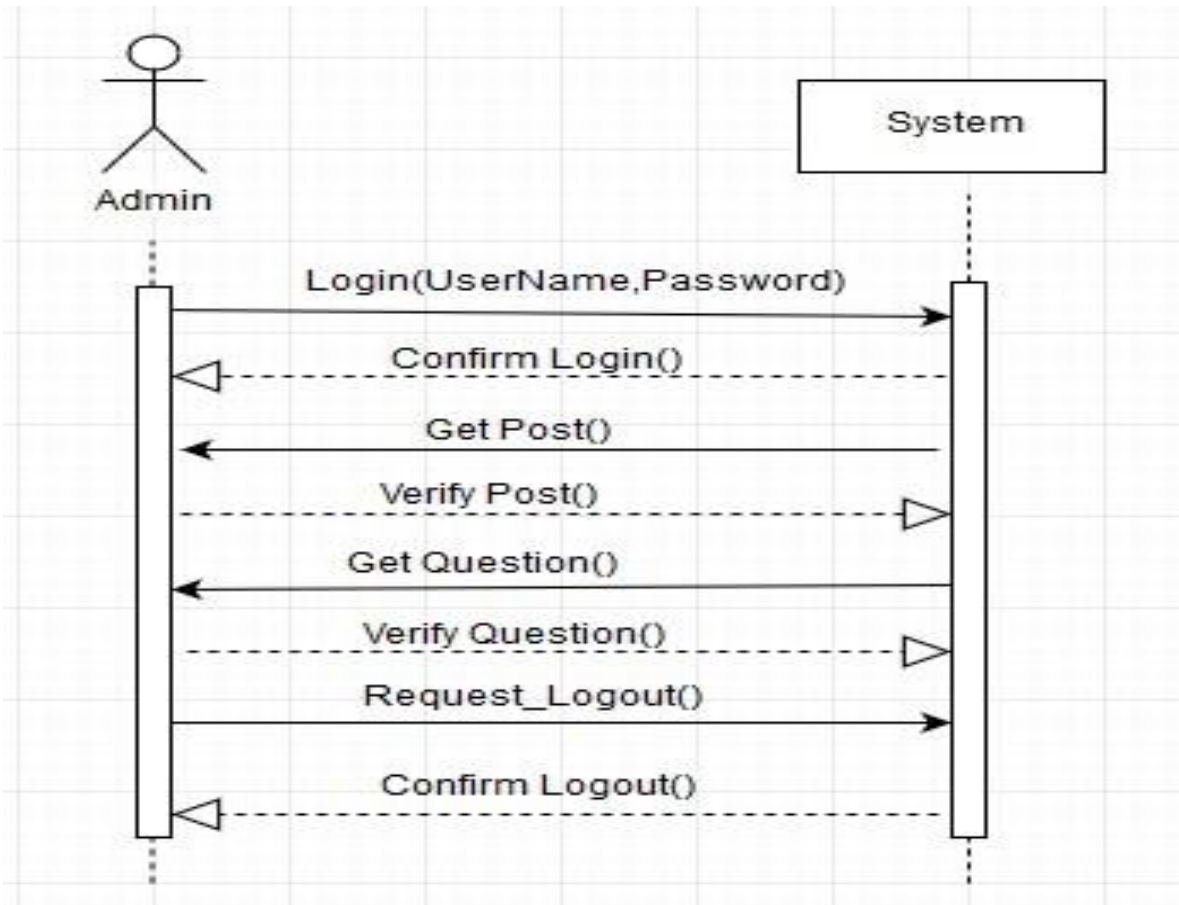 System
Admin
Login(UserName,Password)
Confirm Login()
Get Post()
Verify Post()
Get Question()
Verify Question()
Request_Logout()
Confirm Logout()